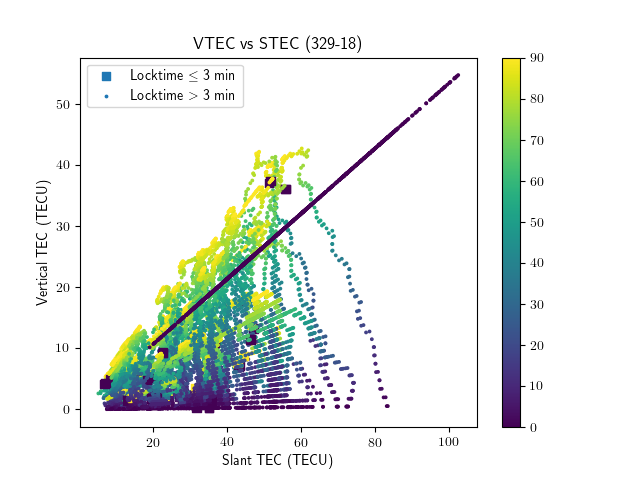 VTEC vs STEC (329-18)
Locktime ≤ 3 min
Locktime > 3 min
Vertical TEC (TECU)
50
40
30
20
10
0
20 40 60 80 100
Slant TEC (TECU)
90
80
70
60
50
40
30
20
10
0